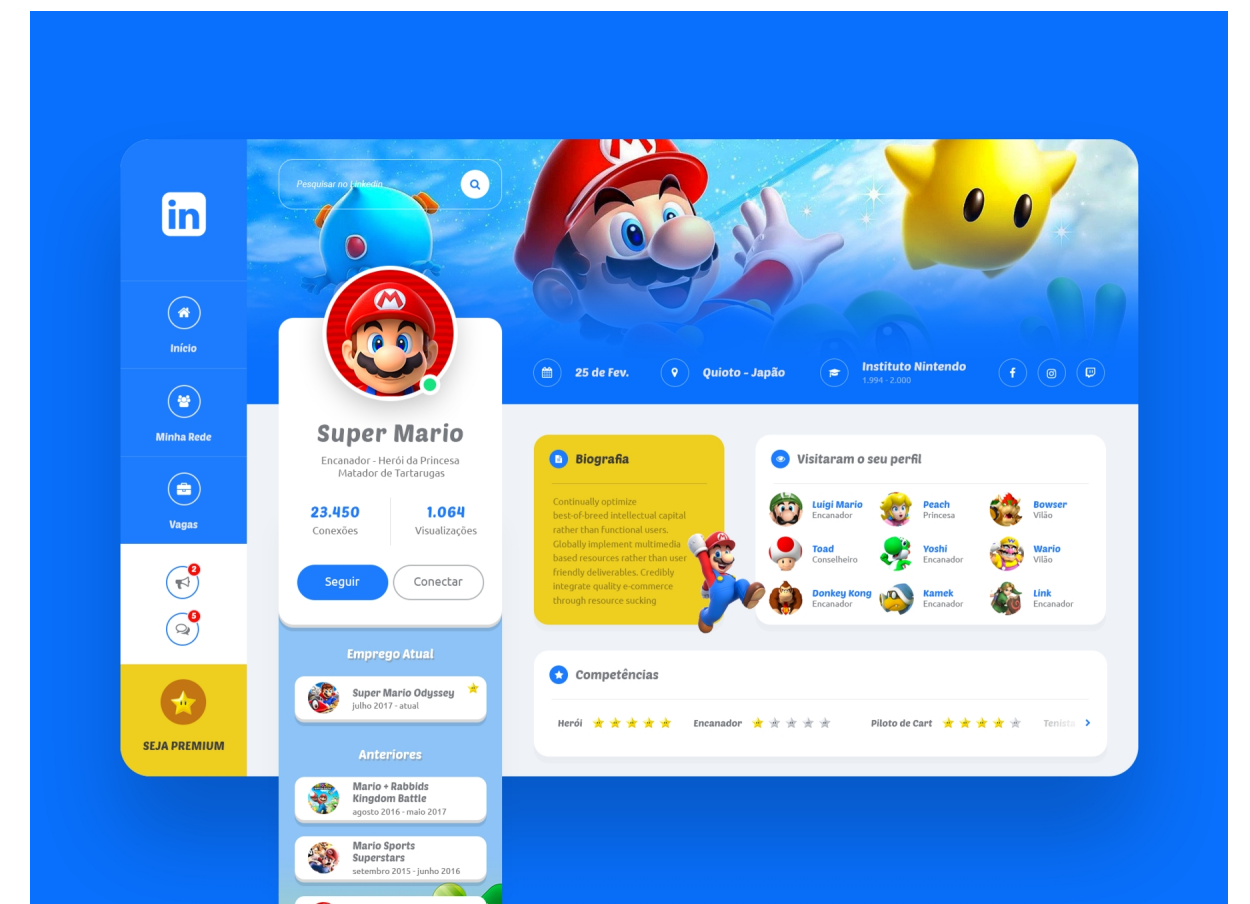 in
Início
Minha Rede
Vagas
2
5
SEJA PREMIUM
Pesquisar no Linkedin
M
M
Super Mario
Encanador - Herói da Princesa
Matador de Tartarugas
23.450
Conexões
1.064
Visualizações
Seguir
Conectar
Emprego Atual
Super Mario Odyssey
julho 2017 - atual
Anteriores
Mario + Rabbids
Kingdom Battle
agosto 2016 - maio 2017
Mario Sports
Superstars
setembro 2015 - junho 2016
25 de Fev.
Quioto - Japão
Instituto Nintendo
1.994 - 2.000
Biografia
Continually optimize
best-of-breed intellectual capital
rather than functional users.
Globally implement multimedia
based resources rather than user
friendly deliverables. Credibly
integrate quality e-commerce
through resource sucking
Visitaram o seu perfil
Luigi Mario
Encanador
Peach
Princesa
Bowser
Vilão
Toad
Conselheiro
Yoshi
Encanador
Wario
Vilão
Donkey Kong
Encanador
Kamek
Encanador
Link
Encanador
Competências
Herói
Encanador
Piloto de Cart
Tenista